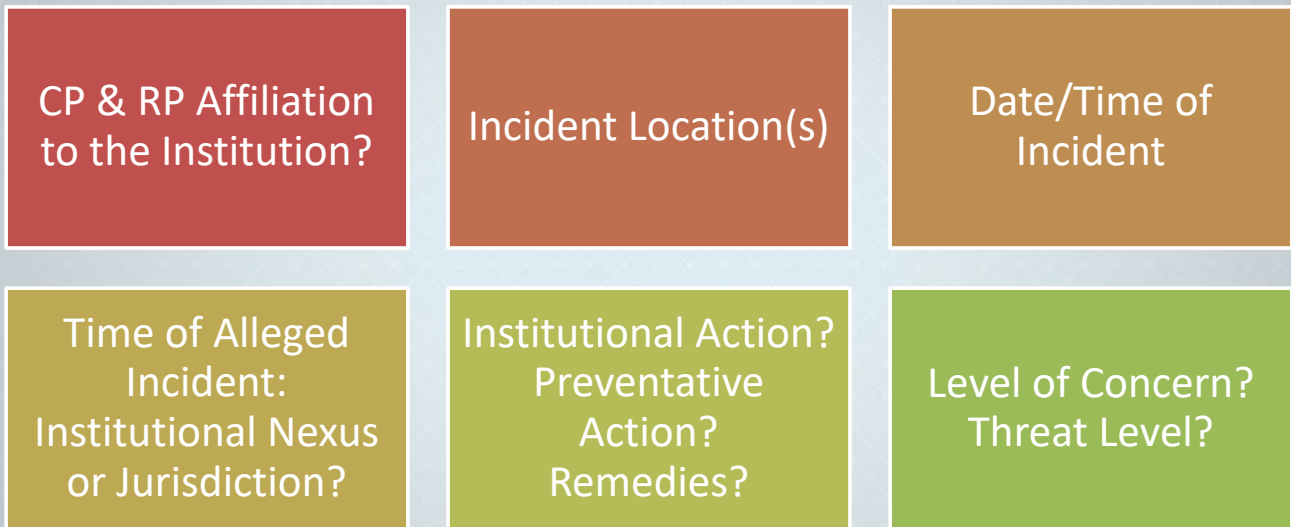 CP & RP Affiliation
to the Institution?
Incident Location(s)
Date/Time of
Incident
Time of Alleged
Incident:
Institutional Nexus
or Jurisdiction?
Institutional Action?
Preventative
Action?
Remedies?
Level of Concern?
Threat Level?